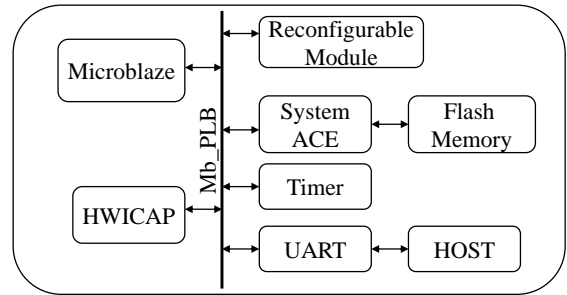 Reconfigurable
Module
Microblaze
System
ACE
Flash
Memory
Mb_PLB
Timer
HWICAP
UART
HOST